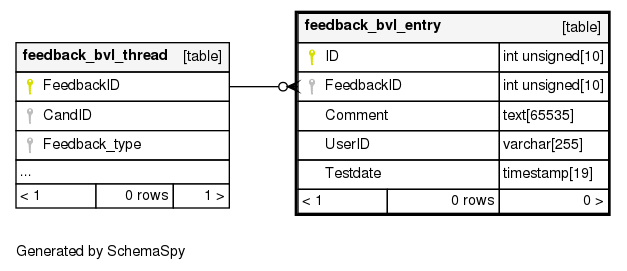 feedback_bvl_thread [table]
FeedbackID
CandID
Feedback_type
...
< 1 0 rows 1 >
feedback_bvl_entry [table]
ID int unsigned[10]
FeedbackID int unsigned[10]
Comment text[65535]
UserID varchar[255]
Testdate timestamp[19]
< 1 0 rows 0 >
Generated by SchemaSpy